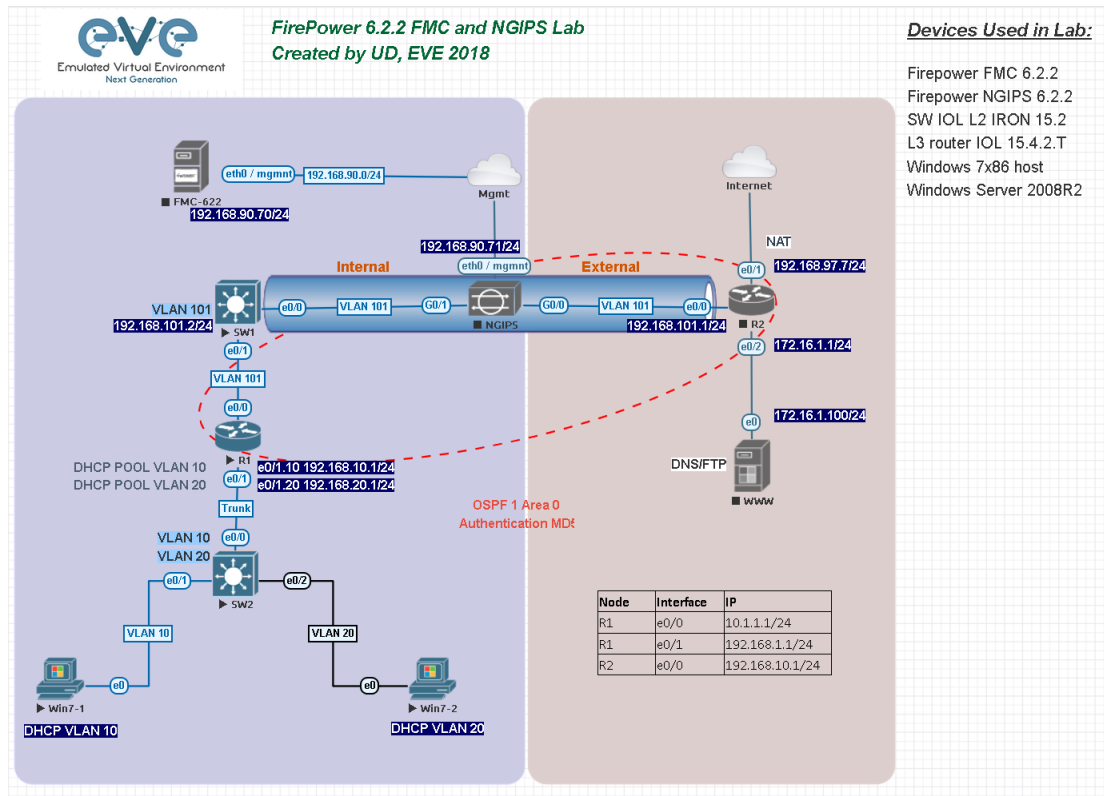 eve
Emulated Virtual Environment
Next Generation
FirePower 6.2.2 FMC and NGIPS Lab
Created by UD, EVE 2018
Devices Used in Lab:
Firepower FMC 6.2.2
Firepower NGIPS 6.2.2
SW IOL L2 IRON 15.2
L3 router IOL 15.4.2.T
Windows 7x86 host
Windows Server 2008R2
eth0 / mgmnt
192.168.90.0/24
FMC-622
192.168.90.70/24
Mgmt
Internet
192.168.90.71/24
eth0 / mgmnt
NAT
e0/1
192.168.97.7/24
Internal
External
VLAN 101
192.168.101.2/24
SW1
e0/0
VLAN 101
G0/1
NGIPS
G0/0
VLAN 101
e0/0
192.168.101.1/24
R2
e0/1
e0/2
172.16.1.1/24
VLAN 101
e0/0
e0
172.16.1.100/24
R1
DHCP POOL VLAN 10
DHCP POOL VLAN 20
e0/1
e0/1.10 192.168.10.1/24
e0/1.20 192.168.20.1/24
DNS/FTP
WWW
Trunk
OSPF 1 Area 0
Authentication MD5
VLAN 10
VLAN 20
e0/0
e0/1
e0/2
SW2
VLAN 10
VLAN 20
Node Interface IP
R1 e0/0 10.1.1.1/24
R1 e0/1 192.168.1.1/24
R2 e0/0 192.168.10.1/24
e0
e0
Win7-1
Win7-2
DHCP VLAN 10
DHCP VLAN 20